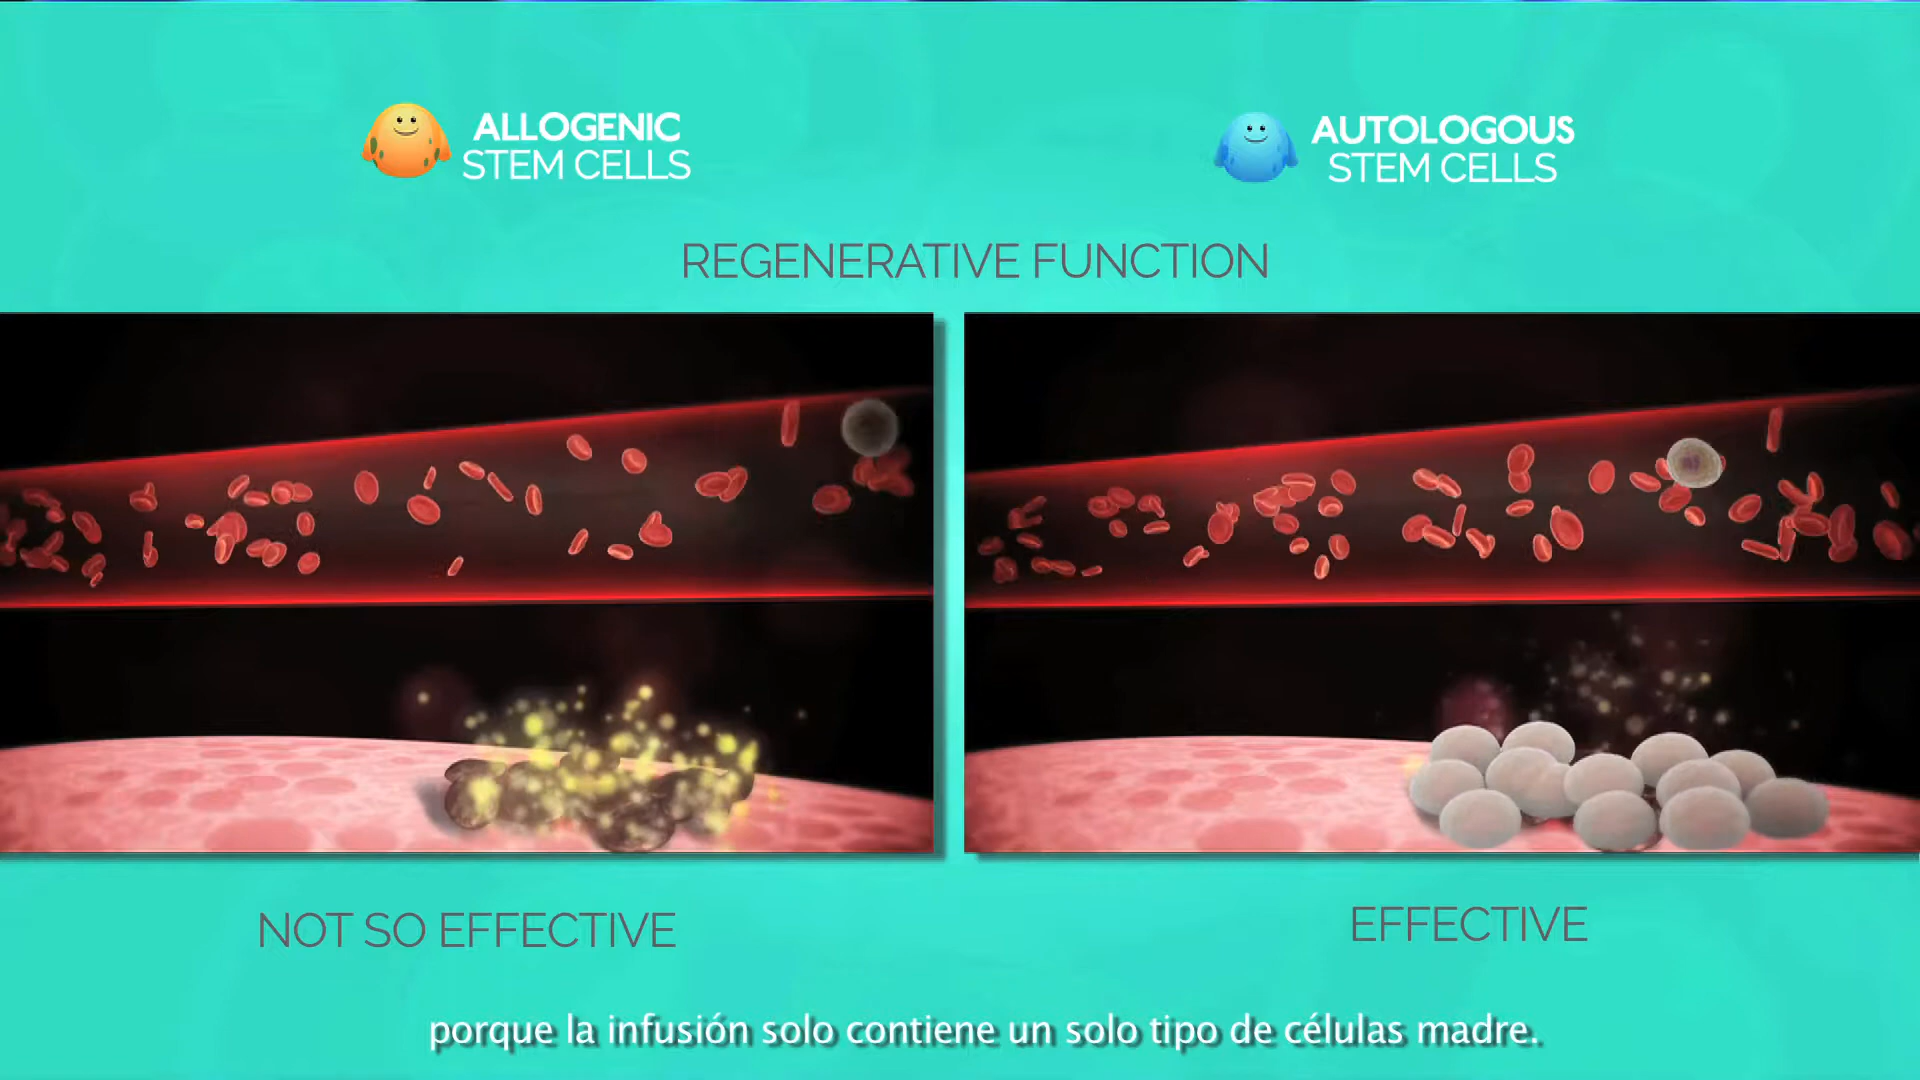 ALLOGENIC
STEM CELLS
AUTOLOGOUS
STEM CELLS
REGENERATIVE FUNCTION
NOT SO EFFECTIVE
EFFECTIVE
porque la infusión solo contiene un solo tipo de células madre.